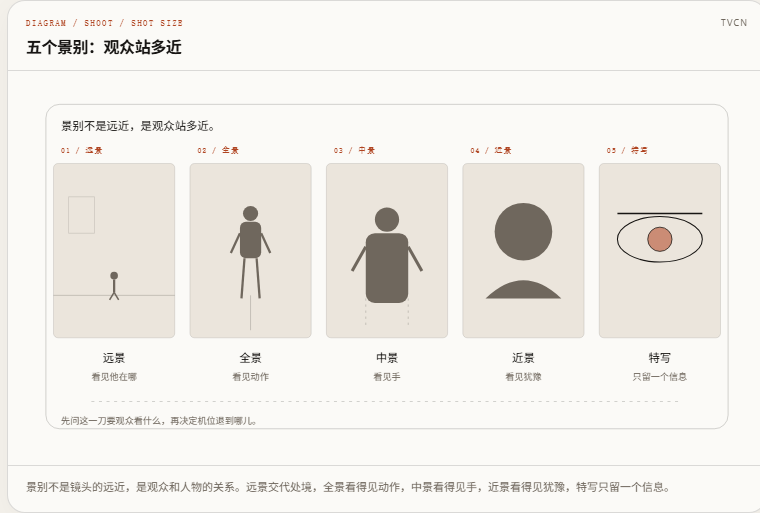 DIAGRAM / SHOOT / SHOT SIZE
TVCN
五个景别：观众站多近
景别不是远近，是观众站多近。
01 / 远景
02 / 全景
03 / 中景
04 / 近景
05 / 特写
远景
全景
中景
近景
特写
看见他在哪
看见动作
看见手
看见犹豫
只留一个信息
先问这一刀要观众看什么，再决定机位退到哪儿。
景别不是镜头的远近，是观众和人物的关系。远景交代处境，全景看得见动作，中景看得见手，近景看得见犹豫，特写只留一个信息。